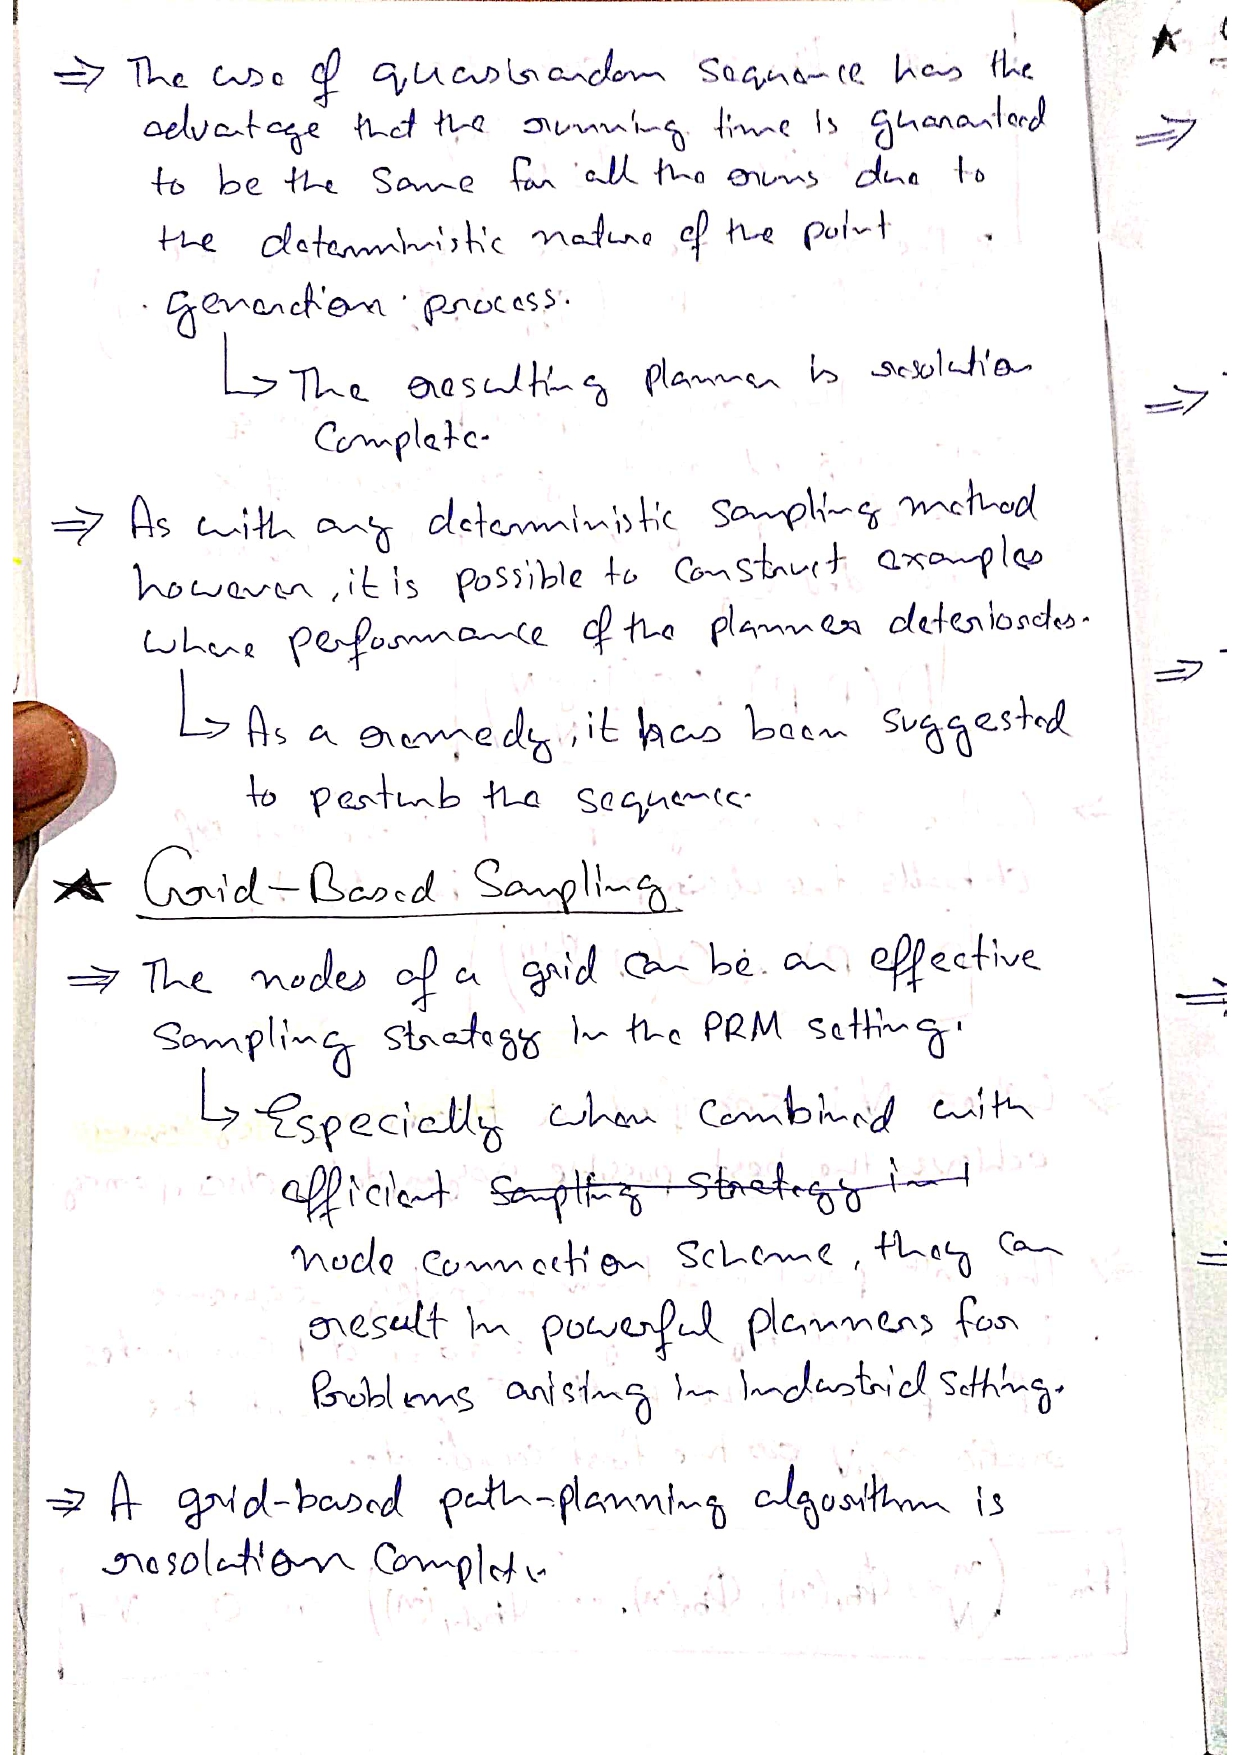 ⇒ The use of quasirandom sequence has the
advantage that the running time is guaranteed
to be the same for all the runs due to
the deterministic nature of the point
generation process.
↳ The resulting planner is resolution
complete.
⇒ As with any deterministic sampling method
however, it is possible to construct examples
where performance of the planner deteriorates.
↳ As a remedy, it has been suggested
to perturb the sequence.
★ Grid-Based Sampling
⇒ The nodes of a grid can be an effective
sampling strategy in the PRM setting.
↳ Especially when combined with
efficient sampling strategy in t
node connection scheme, they can
result in powerful planners for
problems arising in industrial setting.
⇒ A grid-based path-planning algorithm is
resolution complete.